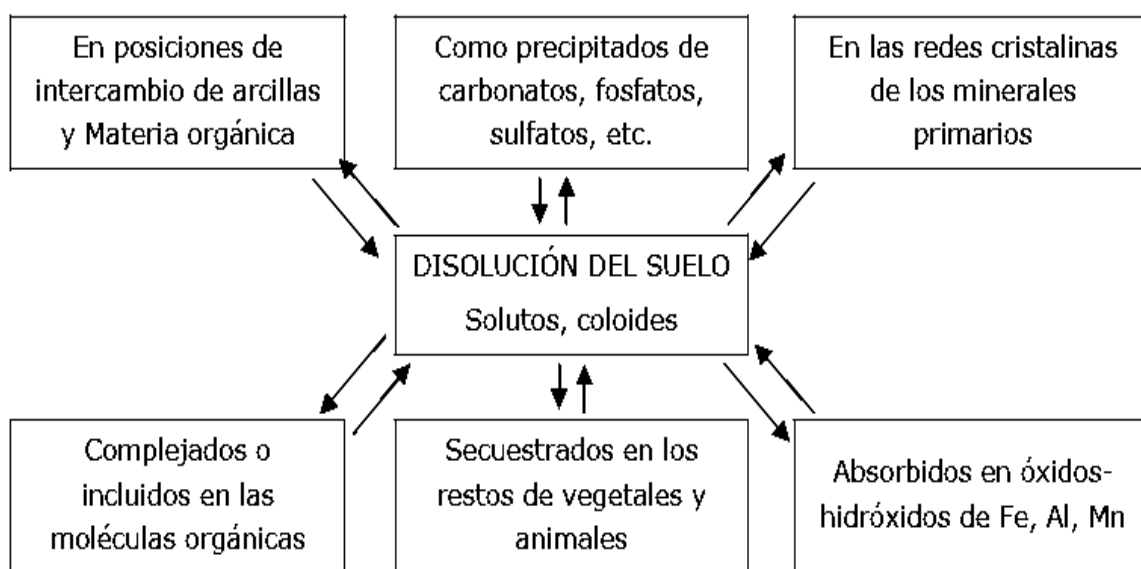 En posiciones de
intercambio de arcillas
y Materia orgánica
Como precipitados de
carbonatos, fosfatos,
sulfatos, etc.
En las redes cristalinas
de los minerales
primarios
DISOLUCIÓN DEL SUELO
Solutos, coloides
Complejados o
incluidos en las
moléculas orgánicas
Secuestrados en los
restos de vegetales y
animales
Absorbidos en óxidos-
hidróxidos de Fe, Al, Mn